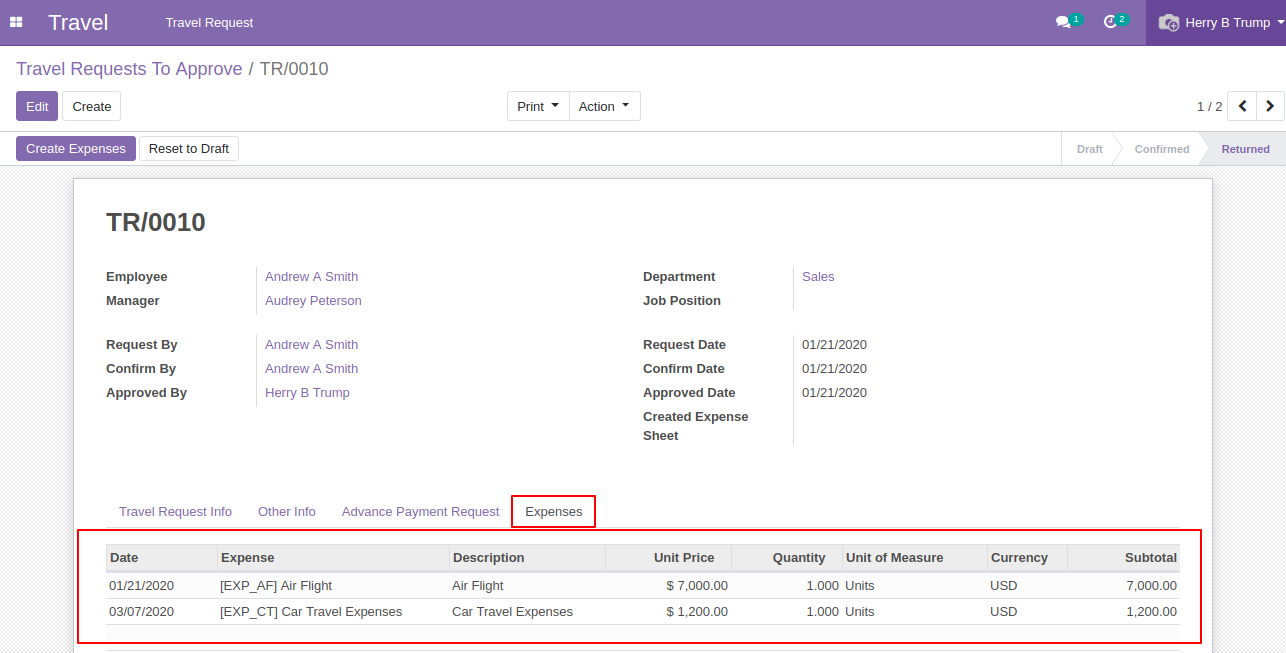 Travel Travel Request 1 2 Herry B Trump
Travel Requests To Approve / TR/0010
Edit Create Print Action 1 / 2
Create Expenses Reset to Draft Draft Confirmed Returned
TR/0010
Employee Andrew A Smith Department Sales
Manager Audrey Peterson Job Position
Request By Andrew A Smith Request Date 01/21/2020
Confirm By Andrew A Smith Confirm Date 01/21/2020
Approved By Herry B Trump Approved Date 01/21/2020
Created Expense
Sheet
Travel Request Info Other Info Advance Payment Request Expenses
Date Expense Description Unit Price Quantity Unit of Measure Currency Subtotal
01/21/2020 [EXP_AF] Air Flight Air Flight $ 7,000.00 1.000 Units USD 7,000.00
03/07/2020 [EXP_CT] Car Travel Expenses Car Travel Expenses $ 1,200.00 1.000 Units USD 1,200.00